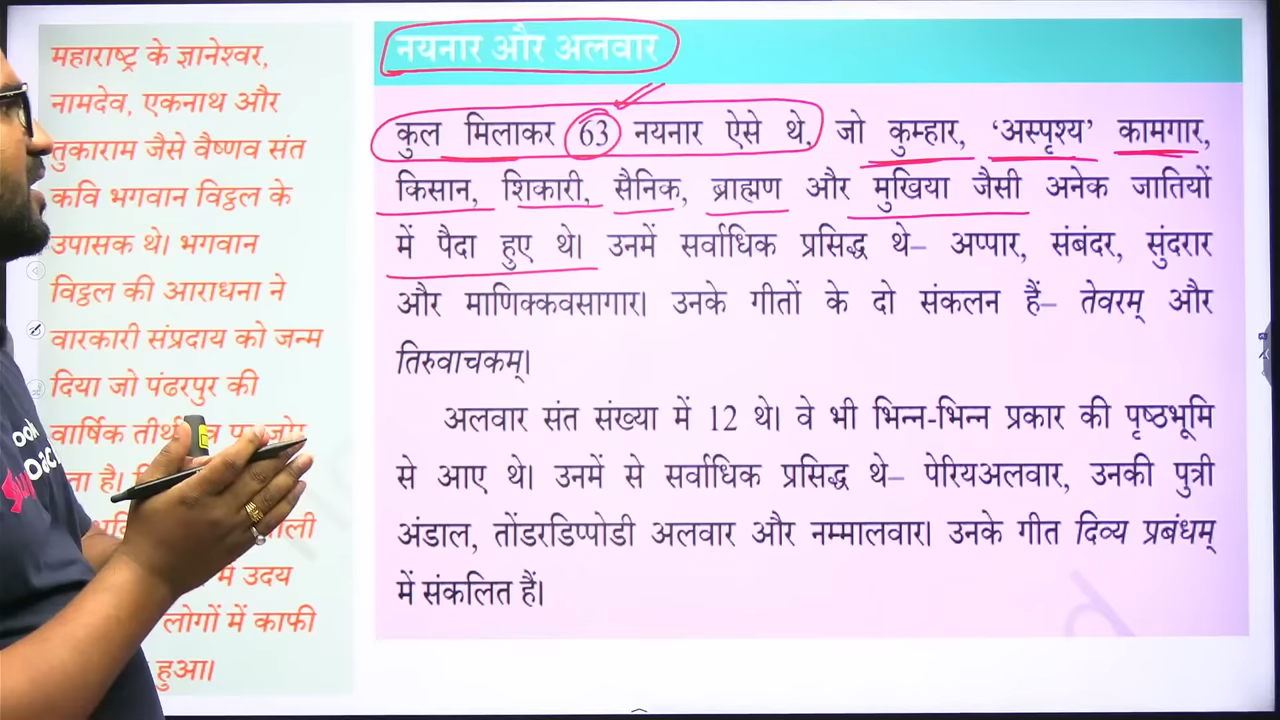 महाराष्ट्र के ज्ञानेश्वर,
नामदेव, एकनाथ और
तुकाराम जैसे वैष्णव संत
कवि भगवान विट्ठल के
उपासक थे। भगवान
विट्ठल की आराधना ने
वारकारी संप्रदाय को जन्म
दिया जो पंढरपुर की
वार्षिक
है।
में उदय
लोगों में काफी
हुआ।
नयनार और अलवार
कुल मिलाकर 63 नयनार ऐसे थे, जो कुम्हार, ‘अस्पृश्य’ कामगार,
किसान, शिकारी, सैनिक, ब्राह्मण और मुखिया जैसी अनेक जातियों
में पैदा हुए थे। उनमें सर्वाधिक प्रसिद्ध थे– अप्पार, संबंदर, सुंदरार
और माणिक्कवसागार। उनके गीतों के दो संकलन हैं– तेवरम् और
तिरुवाचकम्।
अलवार संत संख्या में 12 थे। वे भी भिन्न-भिन्न प्रकार की पृष्ठभूमि
से आए थे। उनमें से सर्वाधिक प्रसिद्ध थे– पेरियअलवार, उनकी पुत्री
अंडाल, तोंडरडिप्पोडी अलवार और नम्मालवार। उनके गीत दिव्य प्रबंधम्
में संकलित हैं।